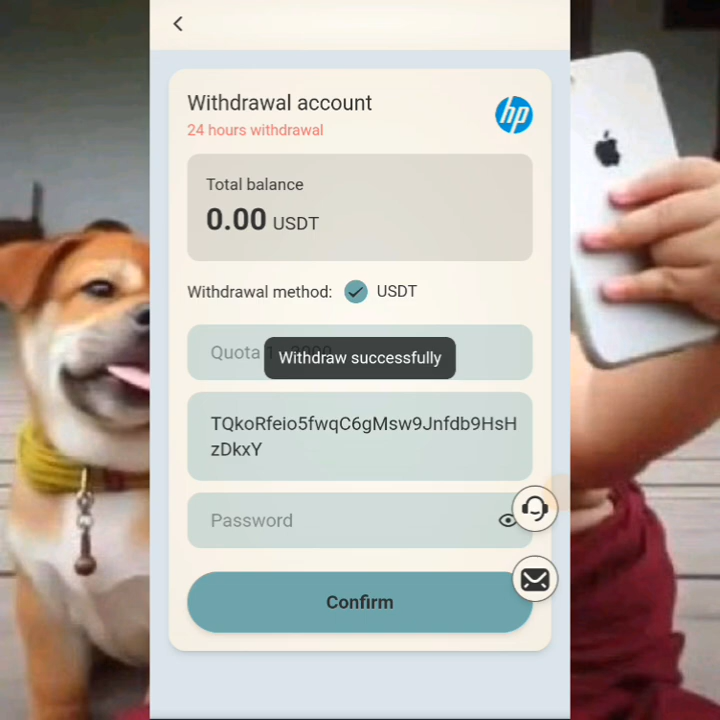 Withdrawal account
24 hours withdrawal
hp
Total balance
0.00 USDT
Withdrawal method: USDT
Quota
Withdraw successfully
TQkoRfeio5fwqC6gMsw9Jnfdb9HsH
zDkxY
Password
Confirm